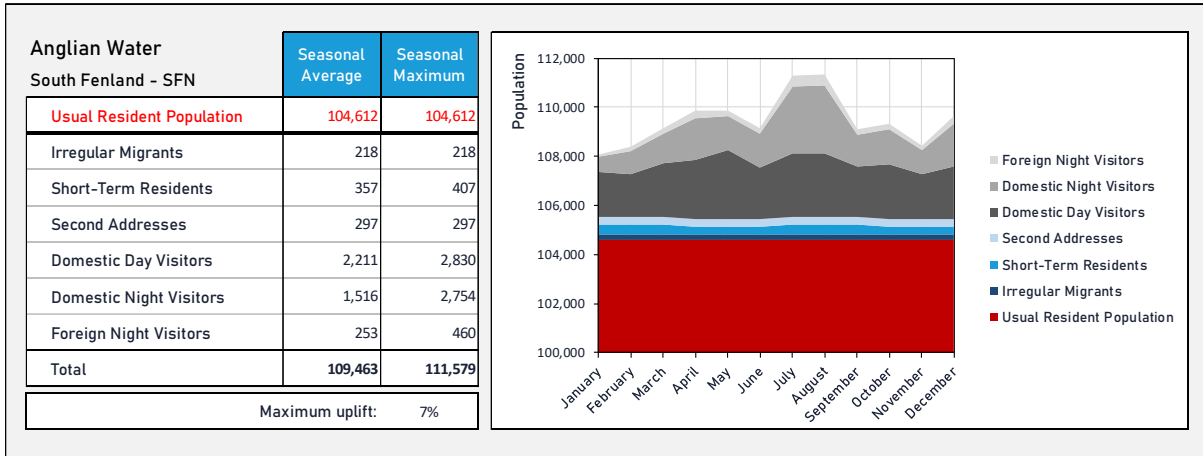 Anglian Water
South Fenland - SFN
Seasonal Average
Seasonal Maximum
Usual Resident Population 104,612 104,612
Irregular Migrants 218 218
Short-Term Residents 357 407
Second Addresses 297 297
Domestic Day Visitors 2,211 2,830
Domestic Night Visitors 1,516 2,754
Foreign Night Visitors 253 460
Total 109,463 111,579
Maximum uplift: 7%
Population
112,000
110,000
108,000
106,000
104,000
102,000
100,000
January
February
March
April
May
June
July
August
September
October
November
December
Foreign Night Visitors
Domestic Night Visitors
Domestic Day Visitors
Second Addresses
Short-Term Residents
Irregular Migrants
Usual Resident Population